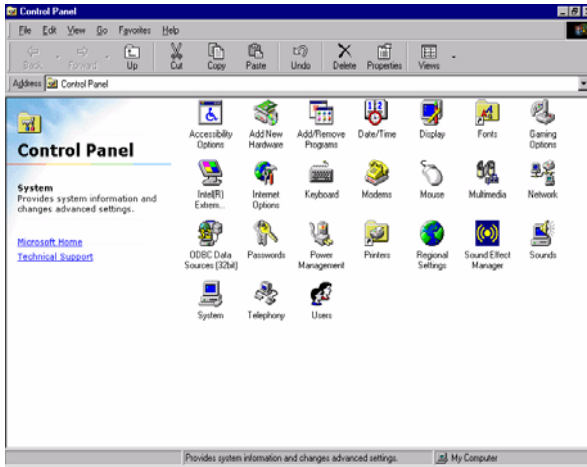 Control Panel
File Edit View Go Favorites Help
Back Forward Up Cut Copy Paste Undo Delete Properties Views
Address Control Panel
Control Panel
System
Provides system information and
changes advanced settings.
Microsoft Home
Technical Support
Accessibility Options
Add New Hardware
Add/Remove Programs
Date/Time
Display
Fonts
Gaming Options
Intel(R) Extrem...
Internet Options
Keyboard
Modems
Mouse
Multimedia
Network
ODBC Data Sources (32bit)
Passwords
Power Management
Printers
Regional Settings
Sound Effect Manager
Sounds
System
Telephony
Users
Provides system information and changes advanced settings. My Computer